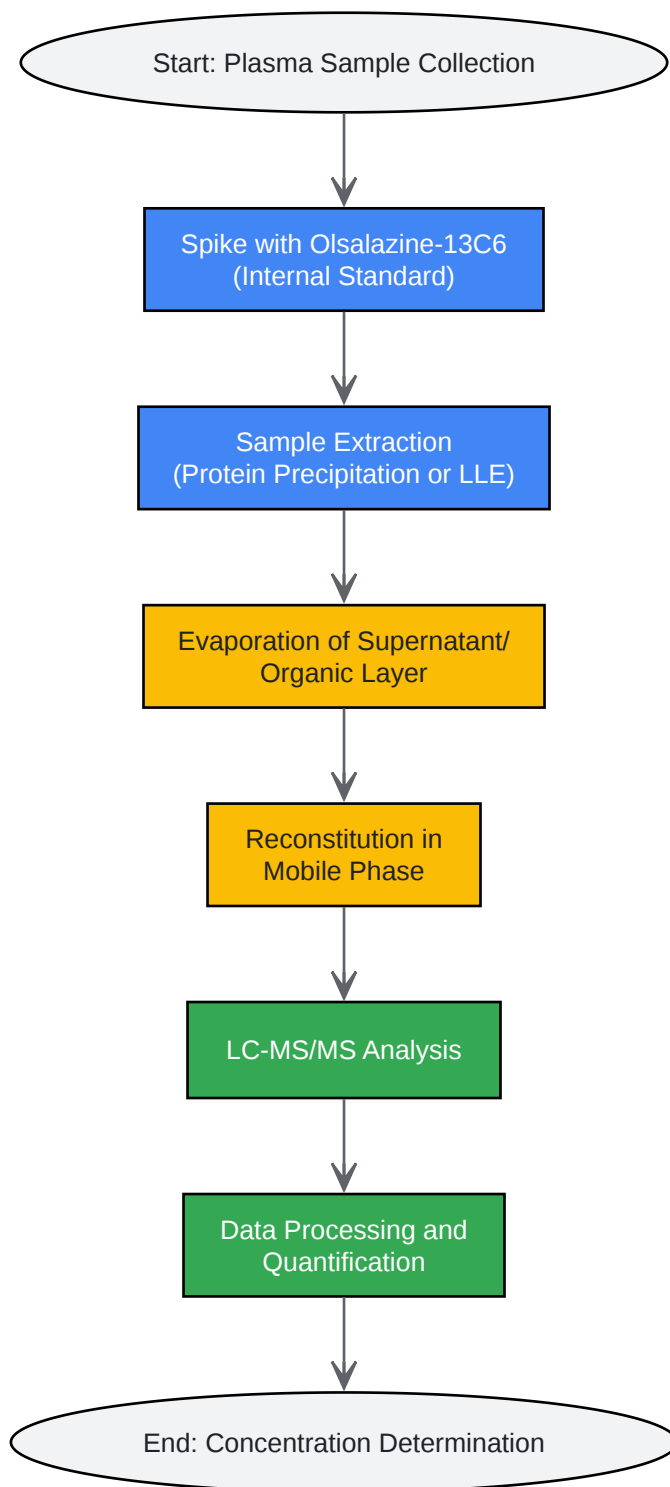 Start: Plasma Sample Collection
Spike with Olsalazine-13C6
(Internal Standard)
Sample Extraction
(Protein Precipitation or LLE)
Evaporation of Supernatant/
Organic Layer
Reconstitution in
Mobile Phase
LC-MS/MS Analysis
Data Processing and
Quantification
End: Concentration Determination